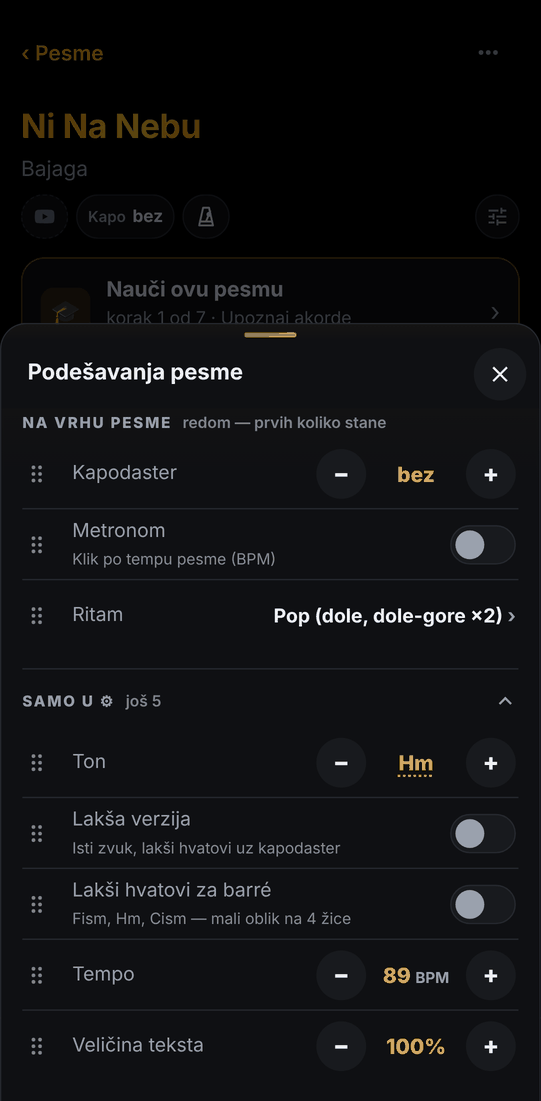 ‹ Pesme
Ni Na Nebu
Bajaga
Kapo bez
Nauči ovu pesmu
korak 1 od 7 · Upoznaj akorde
Podešavanja pesme
NA VRHU PESME redom — prvih koliko stane
Kapodaster − bez +
Metronom
Klik po tempu pesme (BPM)
Ritam Pop (dole, dole-gore ×2) ›
SAMO U ⚙ još 5
Ton − Hm +
Lakša verzija
Isti zvuk, lakši hvatovi uz kapodaster
Lakši hvatovi za barré
Fism, Hm, Cism — mali oblik na 4 žice
Tempo − 89 BPM +
Veličina teksta − 100% +